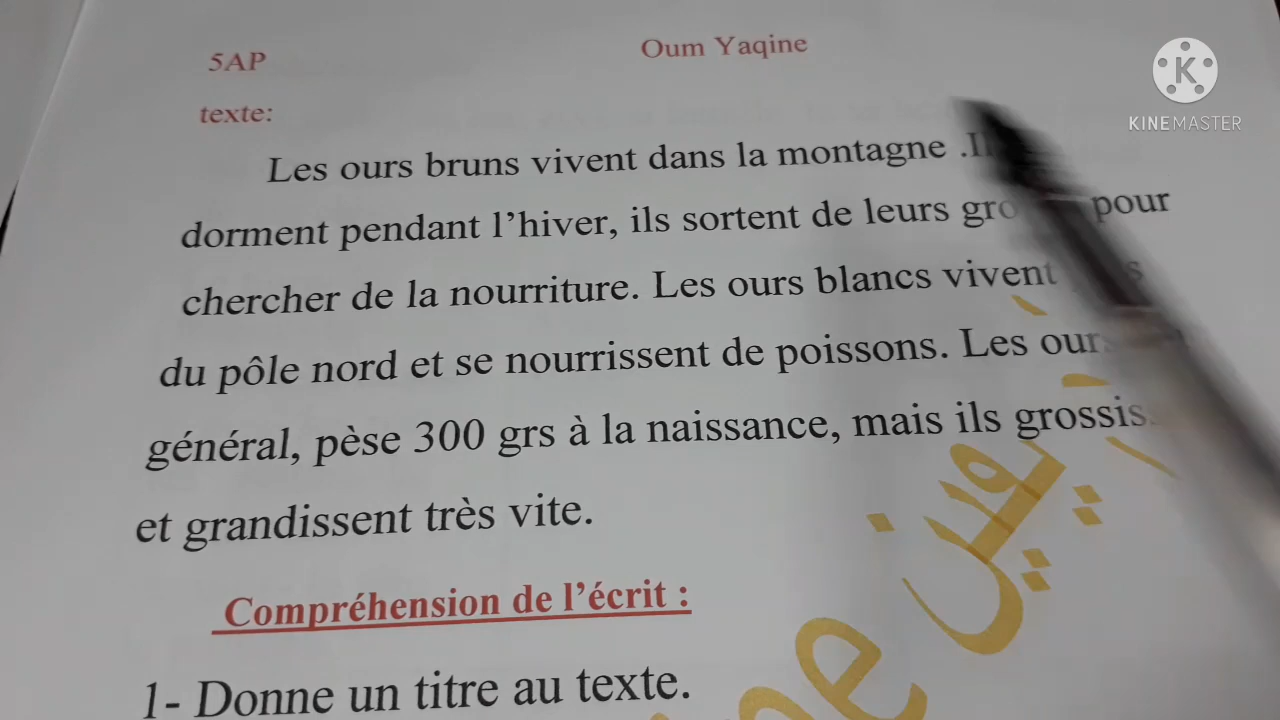 5AP
Oum Yaqine
KINEMASTER
texte:
Les ours bruns vivent dans la montagne .
dormant pendant l'hiver, ils sortent de leurs pour
chercher de la nourriture. Les ours blancs vivent
du pôle nord et se nourrissent de poissons. Les
général, pèse 300 grs à la naissance, mais ils
et grandissent très vite.
Compréhension de l'écrit :
1- Donne un titre au texte.
يقين